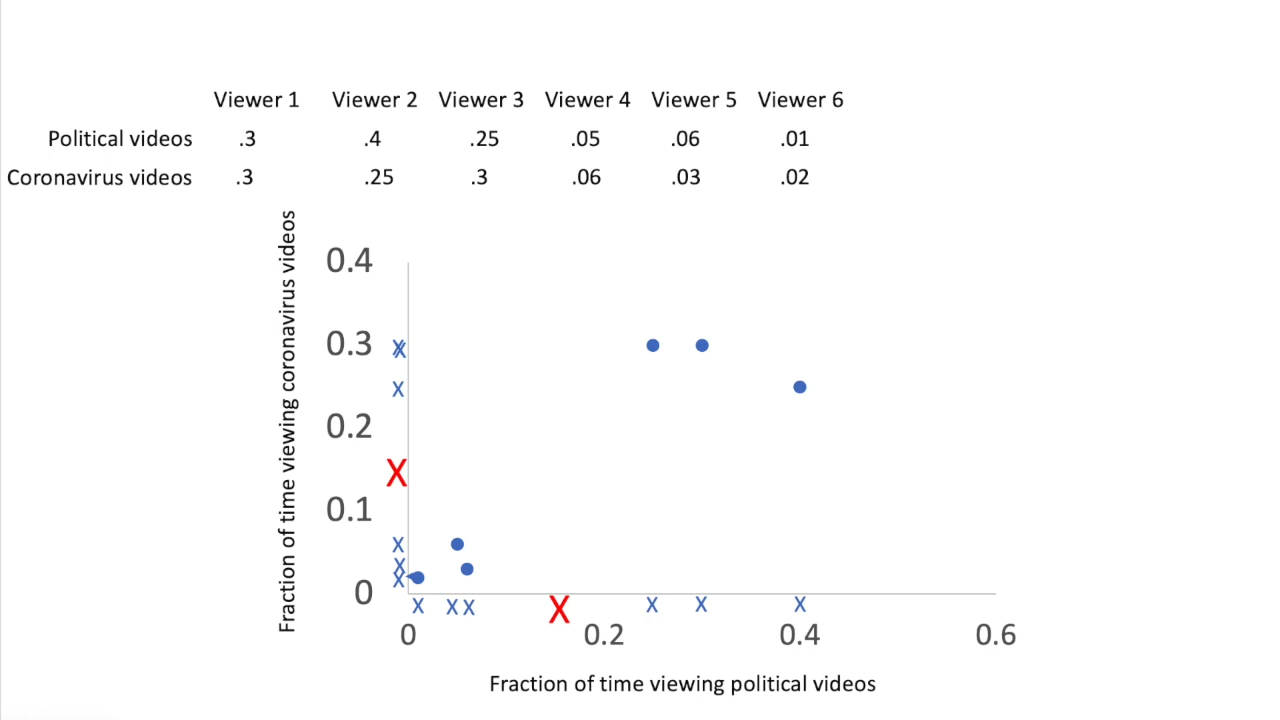 Viewer 1 Viewer 2 Viewer 3 Viewer 4 Viewer 5 Viewer 6
Political videos .3 .4 .25 .05 .06 .01
Coronavirus videos .3 .25 .3 .06 .03 .02
Fraction of time viewing coronavirus videos
0.4
0.3
X
X
X
0.2
X
0.1
X
X
X
0
X X X X X X X
0 0.2 0.4 0.6
Fraction of time viewing political videos